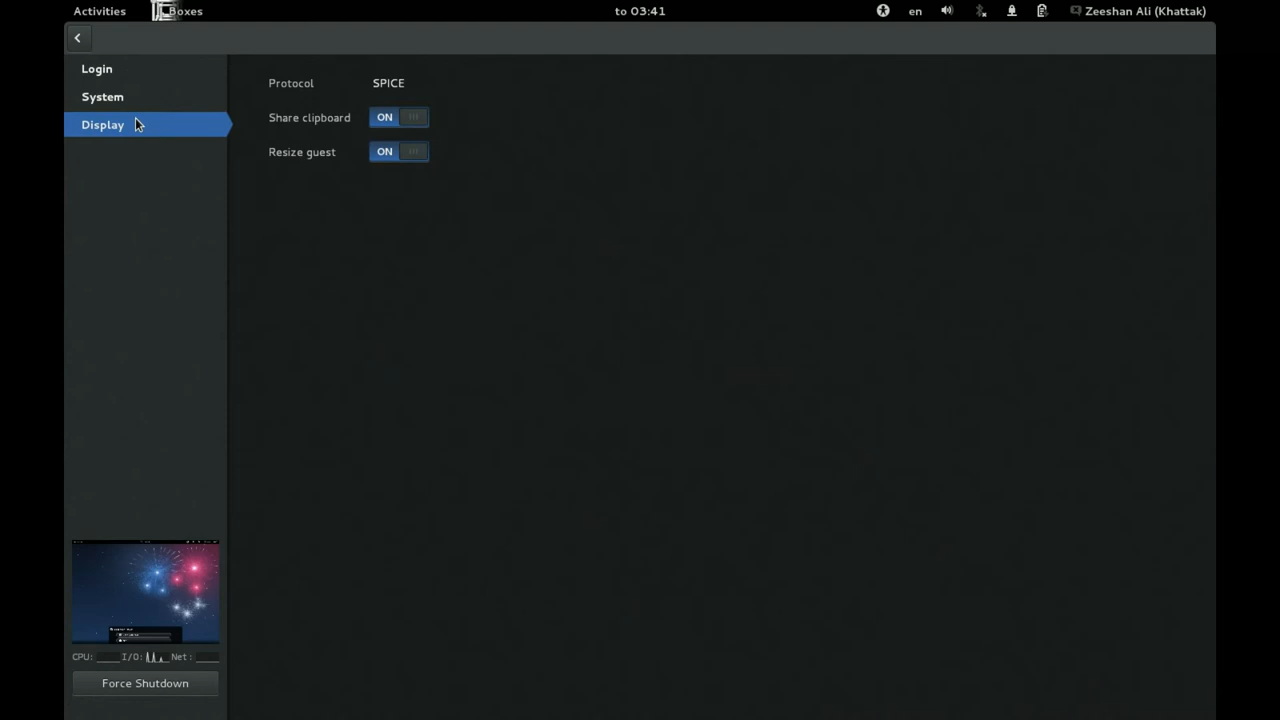 Activities
Boxes
to 03:41
en
Zeeshan Ali (Khattak)
Login
System
Display
Protocol SPICE
Share clipboard ON
Resize guest ON
CPU: I/O: Net:
Force Shutdown